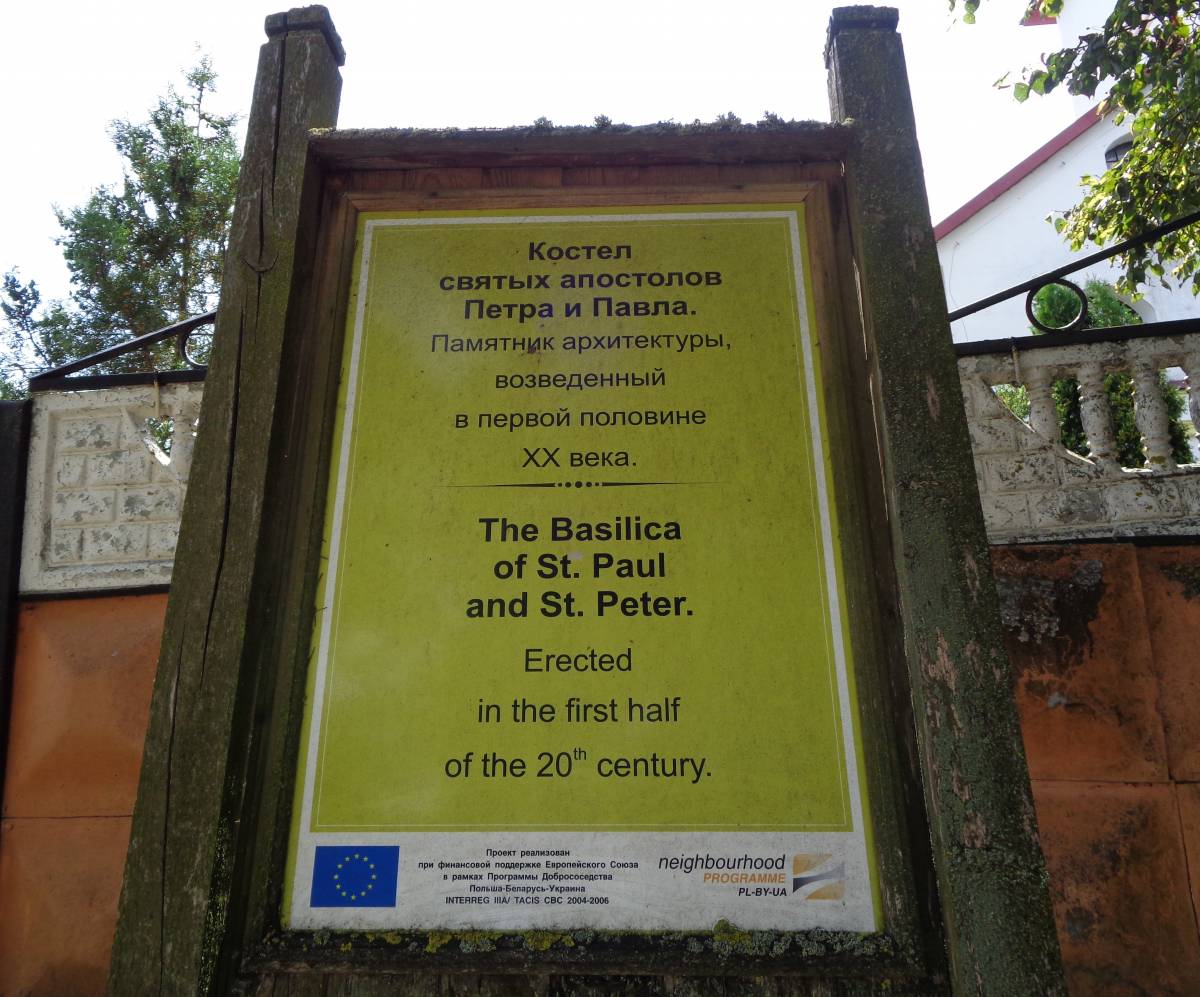 Костел
святых апостолов
Петра и Павла.
Памятник архитектуры,
возведенный
в первой половине
XX века.
The Basilica
of St. Paul
and St. Peter.
Erected
in the first half
of the 20th century.
Проект реализован
при финансовой поддержке Европейского Союза
в рамках Программы Добрососедства
Польша-Беларусь-Украина
INTERREG IIIA/ TACIS CBC 2004-2006
neighbourhood
PROGRAMME
PL-BY-UA